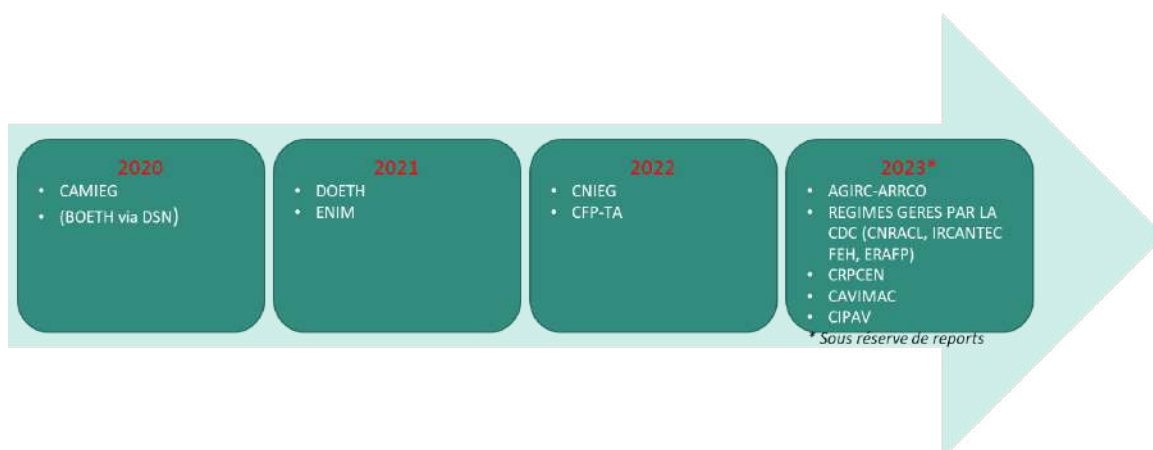 2020
• CAMIEG
• (BOETH via DSN)
2021
• DOETH
• ENIM
2022
• CNIEG
• CFP-TA
2023*
• AGIRC-ARRCO
• REGIMES GERES PAR LA
CDC (CNRACL, IRCANTEC
FEH, ERAFP)
• CRPCEN
• CAVIMAC
• CIPAV
* Sous réserve de reports